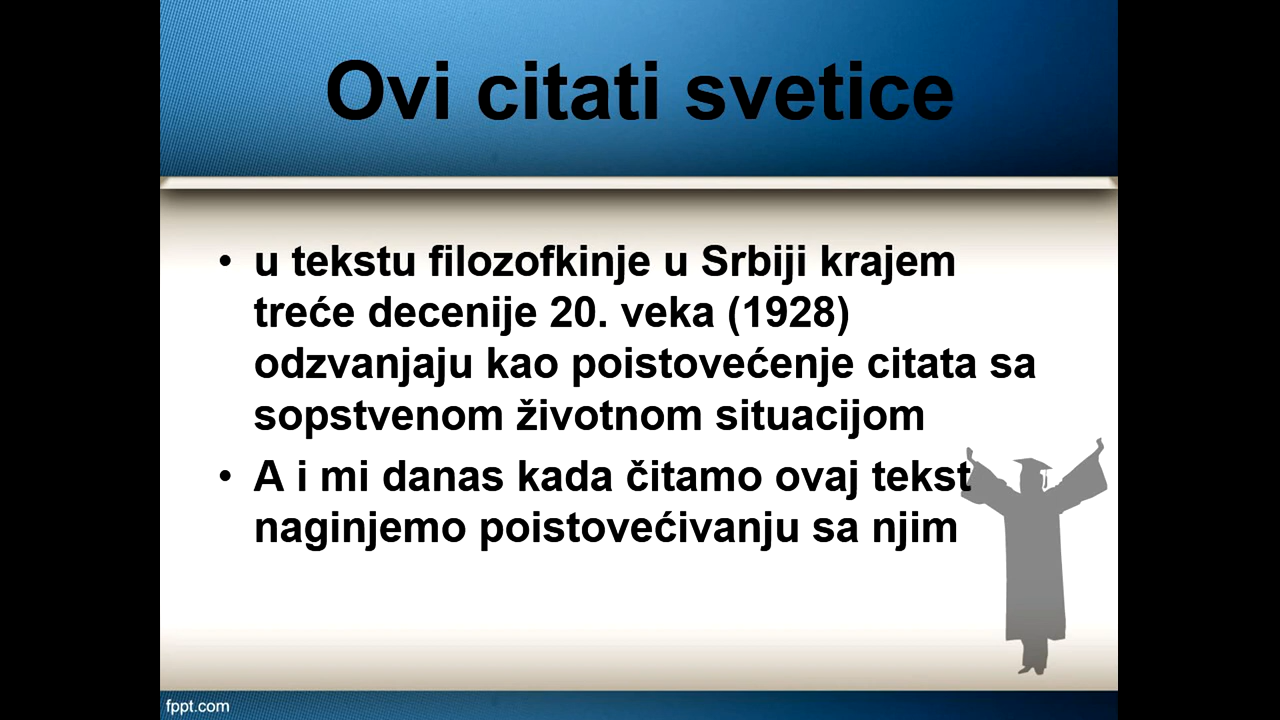 Ovi citati svetice
• u tekstu filozofkinje u Srbiji krajem
treće decenije 20. veka (1928)
odzvanjaju kao poistovećenje citata sa
sopstvenom životnom situacijom
• A i mi danas kada čitamo ovaj tekst
naginjemo poistovećivanju sa njim
fppt.com